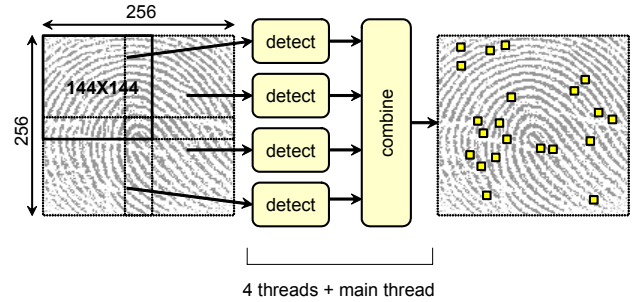 256
256
144X144
detect
detect
detect
detect
combine
4 threads + main thread